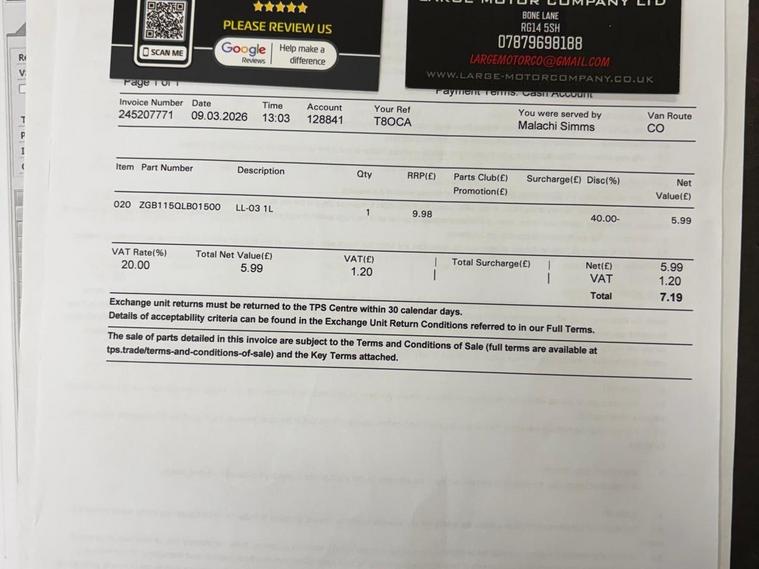 LARGE MOTOR COMPANY LTD
PLEASE REVIEW US
SCAN ME
Google
Reviews
Help make a
difference
BONE LANE
RG14 5SH
07879698188
LARGEMOTORCO@GMAIL.COM
WWW.LARGE-MOTORCOMPANY.CO.UK
Page 1 of 1
Payment Terms: Cash Account
Invoice Number Date Time Account Your Ref You were served by Van Route
245207771 09.03.2026 13:03 128841 T8OCA Malachi Simms CO
Item Part Number Description Qty RRP(£) Parts Club(£) Surcharge(£) Disc(%) Net
Promotion(£) Value(£)
020 ZGB115QLB01500 LL-03 1L 1 9.98 40.00- 5.99
VAT Rate(%) Total Net Value(£) VAT(£) | Total Surcharge(£) | Net(£) 5.99
20.00 5.99 1.20 | | VAT 1.20
Total 7.19
Exchange unit returns must be returned to the TPS Centre within 30 calendar days.
Details of acceptability criteria can be found in the Exchange Unit Return Conditions referred to in our Full Terms.
The sale of parts detailed in this invoice are subject to the Terms and Conditions of Sale (full terms are available at
tps.trade/terms-and-conditions-of-sale) and the Key Terms attached.